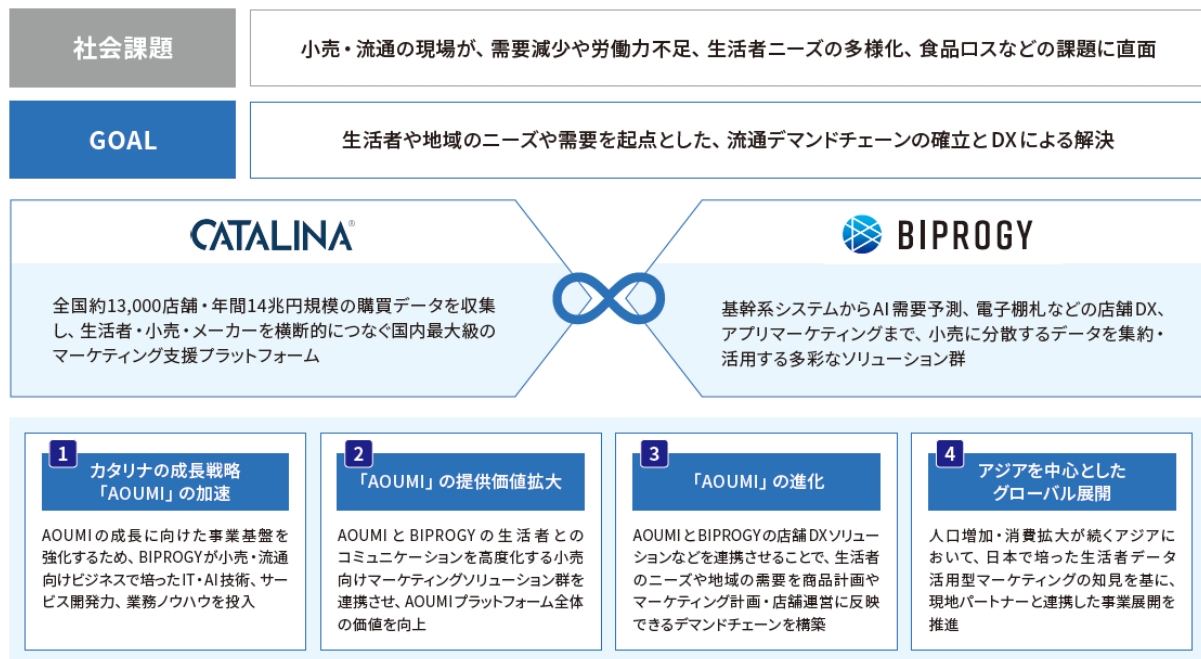 社会課題
小売・流通の現場が、需要減少や労働力不足、生活者ニーズの多様化、食品ロスなどの課題に直面
GOAL
生活者や地域のニーズや需要を起点とした、流通デマンドチェーンの確立とDXによる解決
CATALINA®
全国約13,000店舗・年間14兆円規模の購買データを収集
し、生活者・小売・メーカーを横断的につなぐ国内最大級の
マーケティング支援プラットフォーム
BIPROGY
基幹系システムからAI需要予測、電子棚札などの店舗DX、
アプリマーケティングまで、小売に分散するデータを集約・
活用する多彩なソリューション群
1
カタリナの成長戦略
「AOUMI」の加速
AOUMIの成長に向けた事業基盤を
強化するため、BIPROGYが小売・流通
向けビジネスで培ったIT・AI技術、サー
ビス開発力、業務ノウハウを投入
2
「AOUMI」の提供価値拡大
AOUMIとBIPROGYの生活者との
コミュニケーションを高度化する小売
向けマーケティングソリューション群を
連携させ、AOUMIプラットフォーム全体
の価値を向上
3
「AOUMI」の進化
AOUMIとBIPROGYの店舗DXソリュー
ションなどを連携させることで、生活者
のニーズや地域の需要を商品計画や
マーケティング計画・店舗運営に反映
できるデマンドチェーンを構築
4
アジアを中心とした
グローバル展開
人口増加・消費拡大が続くアジアに
おいて、日本で培った生活者データ
活用型マーケティングの知見を基に、
現地パートナーと連携した事業展開を
推進